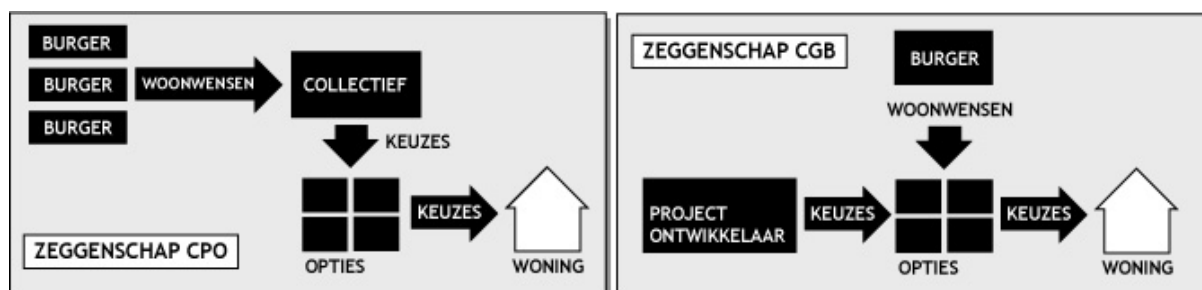 BURGER
BURGER
BURGER
WOONWENSEN
COLLECTIEF
KEUZES
KEUZES
OPTIES
WONING
ZEGGENSCHAP CPO
ZEGGENSCHAP CGB
BURGER
WOONWENSEN
PROJECT
ONTWIKKELAAR
KEUZES
KEUZES
OPTIES
WONING